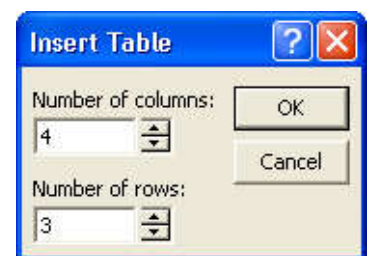 Insert Table
Number of columns:
4
OK
Cancel
Number of rows:
3